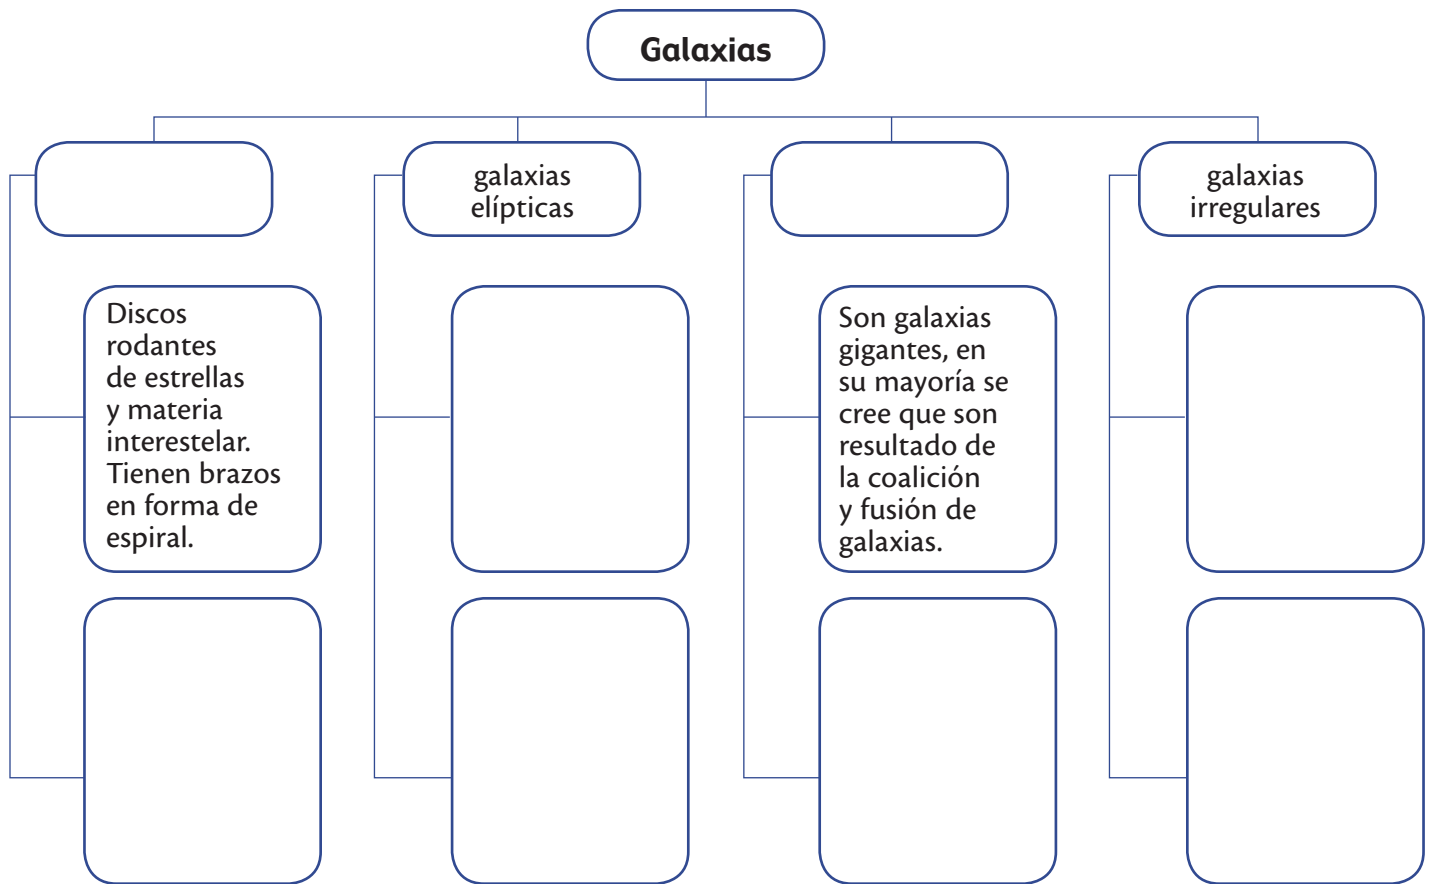 Galaxias
galaxias
elípticas
galaxias
irregulares
Discos
rodantes
de estrellas
y materia
interestelar.
Tienen brazos
en forma de
espiral.
Son galaxias
gigantes, en
su mayoría se
cree que son
resultado de
la coalición
y fusión de
galaxias.